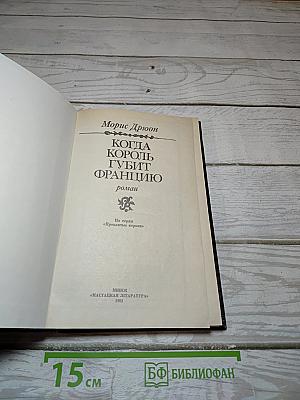 Морис Дрюон
КОГДА
КОРОЛЬ
ГУБИТ
ФРАНЦИЮ
роман
Из серии
«Проклятые короли»
МИНСК
«МАСТАЦКАЯ ЛІТАРАТУРА»
15 см
БФ БИБЛИОФАН